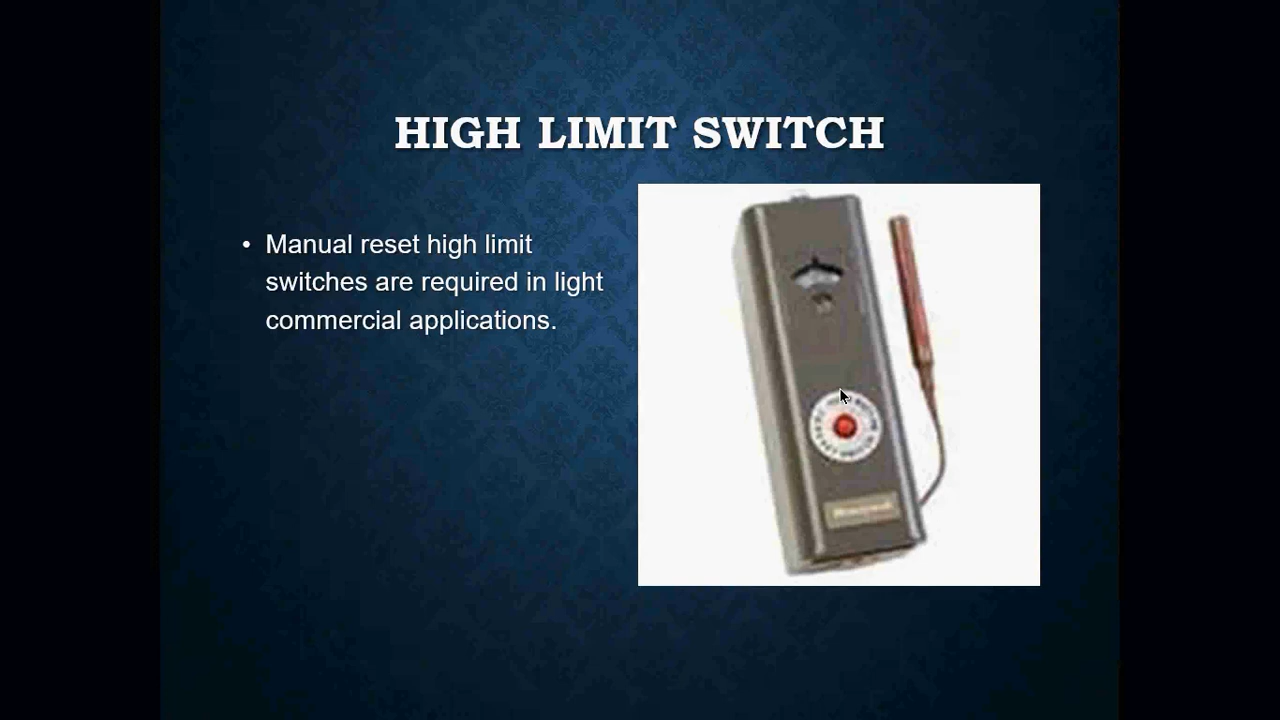 HIGH LIMIT SWITCH
• Manual reset high limit
switches are required in light
commercial applications.